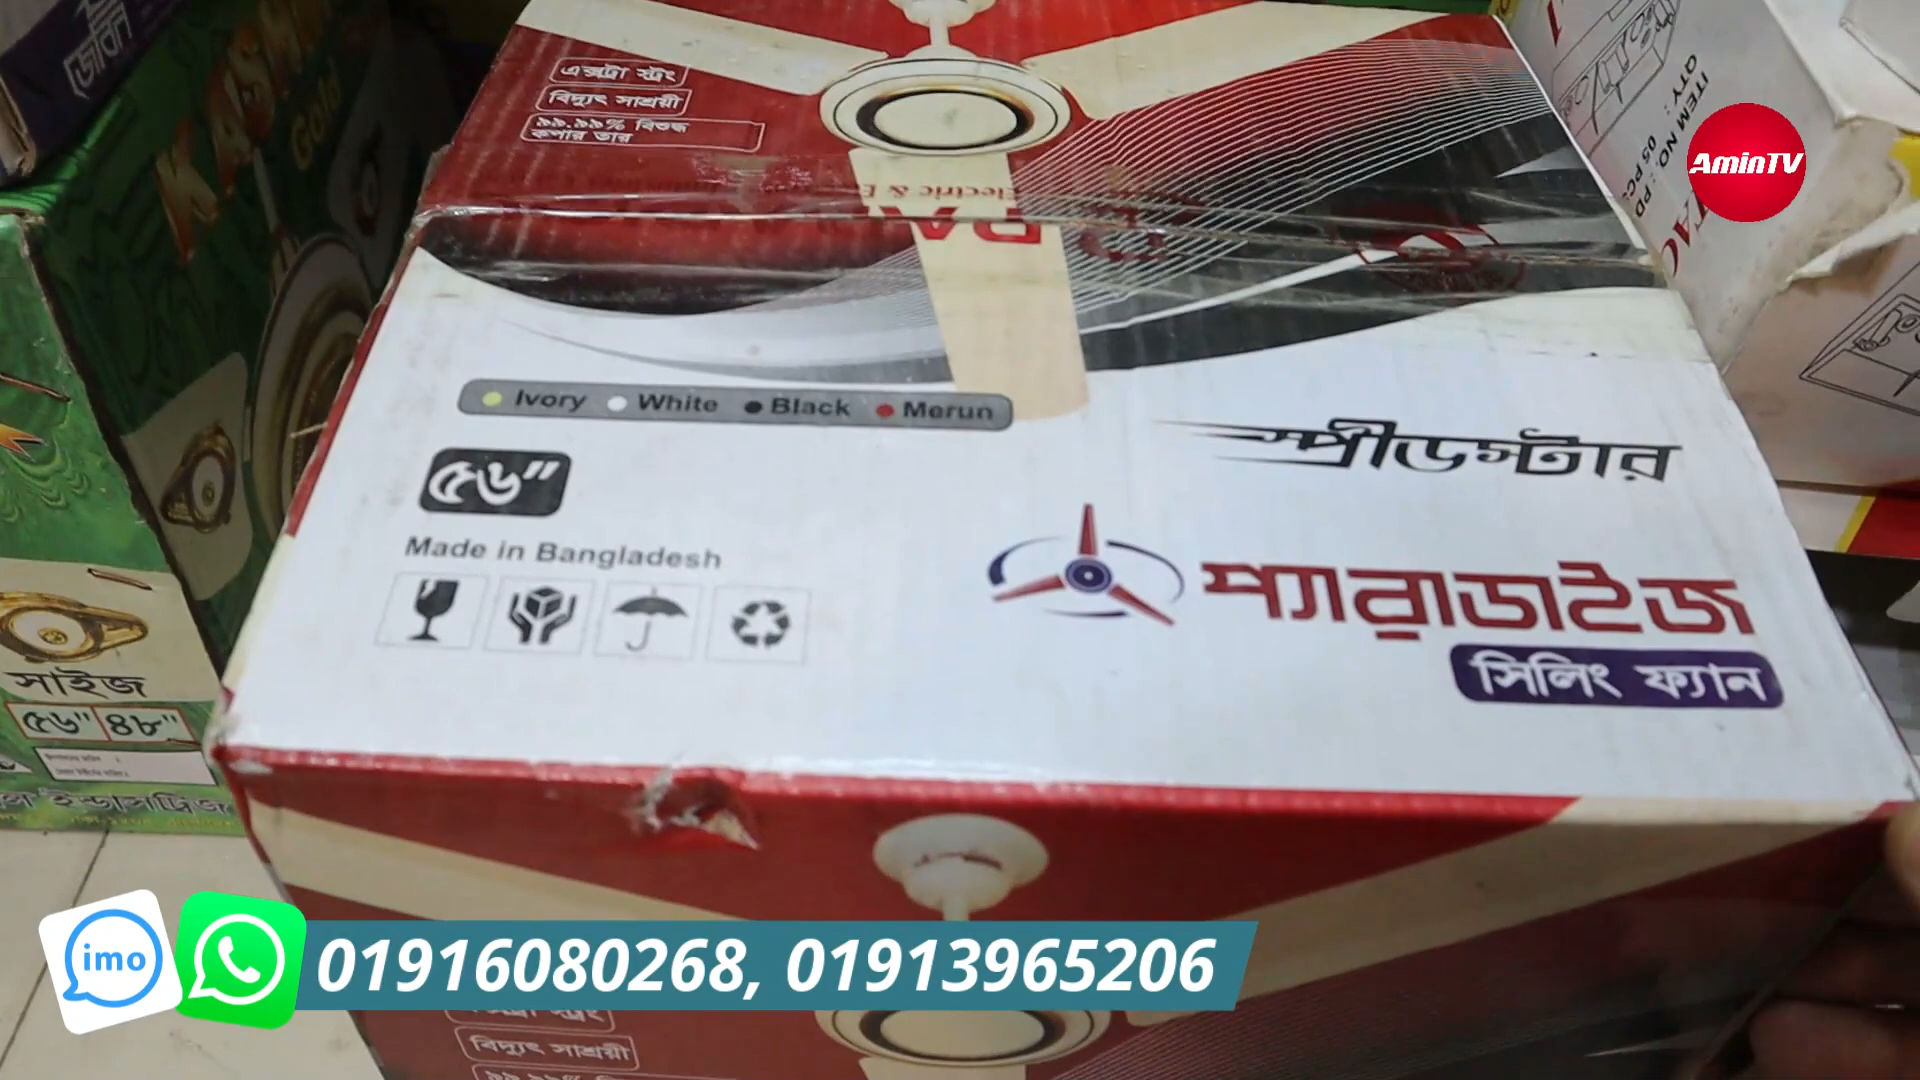 এক্সট্রা স্ট্রং
বিদ্যুৎ সাশ্রয়ী
৯৯.৯৯% বিশুদ্ধ
কপার তার
Ivory White Black Merun
৫৬"
Made in Bangladesh
স্প্রীডস্টার
প্যারাডাইজ
সিলিং ফ্যান
জেবিন
Gold
সাইজ
৫৬" ৪৮"
ITEM NO.: PD
QTY: 05 PCS
AminTV
imo
01916080268, 01913965206
বিদ্যুৎ সাশ্রয়ী